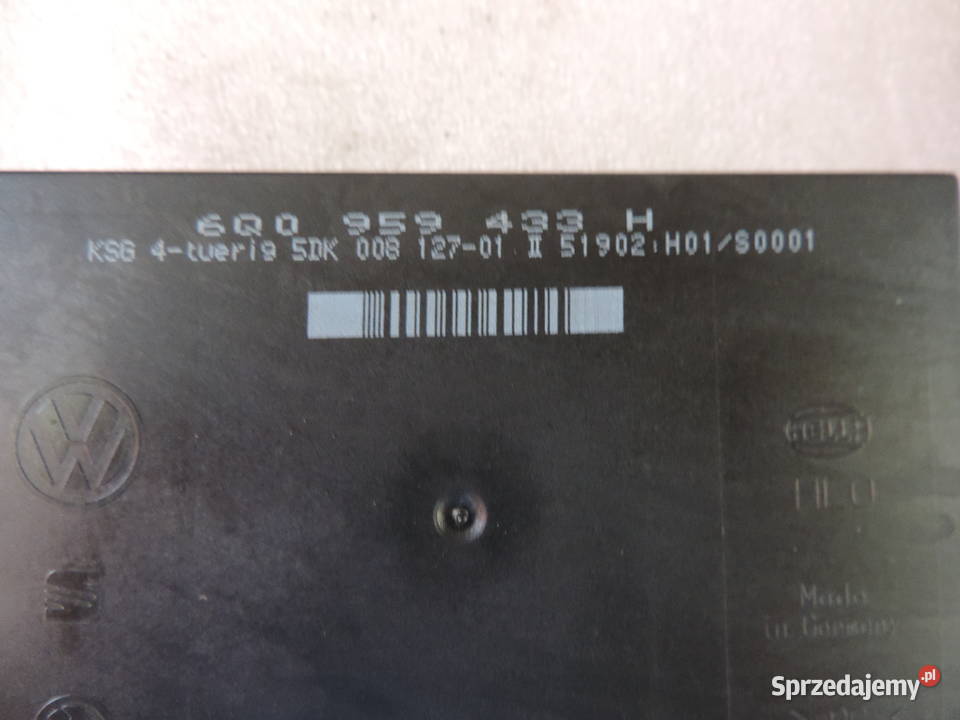 6Q0 959 433 H
KSG 4-tuerig 5DK 008 127-01 II 51902 H01/S0001
VW
HELLA
Made
in Germany
Sprzedajemy.pl